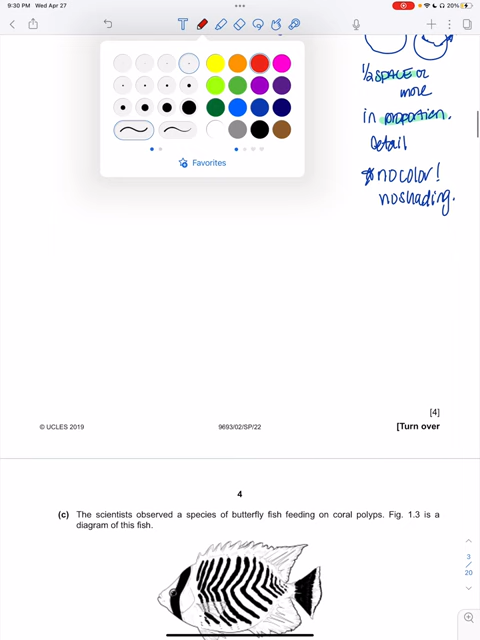 9:30 PM Wed Apr 27
20%
T
1/2 space or
more
in proportion.
detail
*no color!
no shading.
Favorites
[4]
© UCLES 2019
9693/02/SP/22
[Turn over
4
(c) The scientists observed a species of butterfly fish feeding on coral polyps. Fig. 1.3 is a
diagram of this fish.
3
/
20